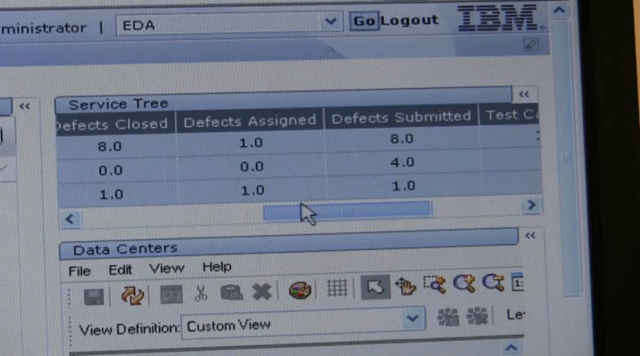 ministrator | EDA Go Logout IBM
Service Tree
Defects Closed Defects Assigned Defects Submitted Test Ca
8.0 1.0 8.0
0.0 0.0 4.0
1.0 1.0 1.0
Data Centers
File Edit View Help
View Definition: Custom View Le